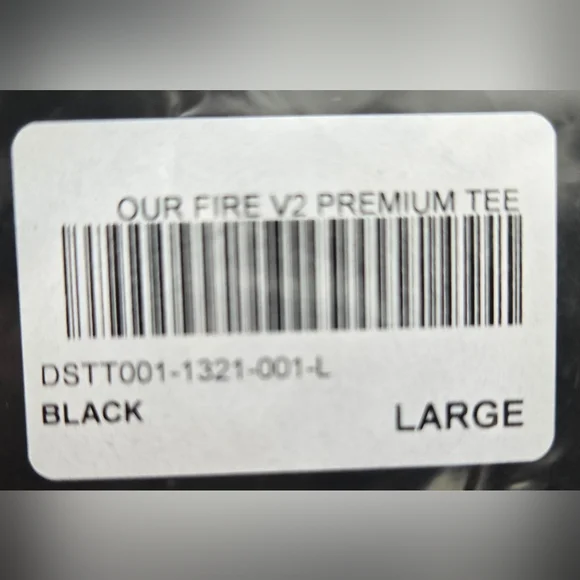 OUR FIRE V2 PREMIUM TEE
DSTT001-1321-001-L
BLACK
LARGE